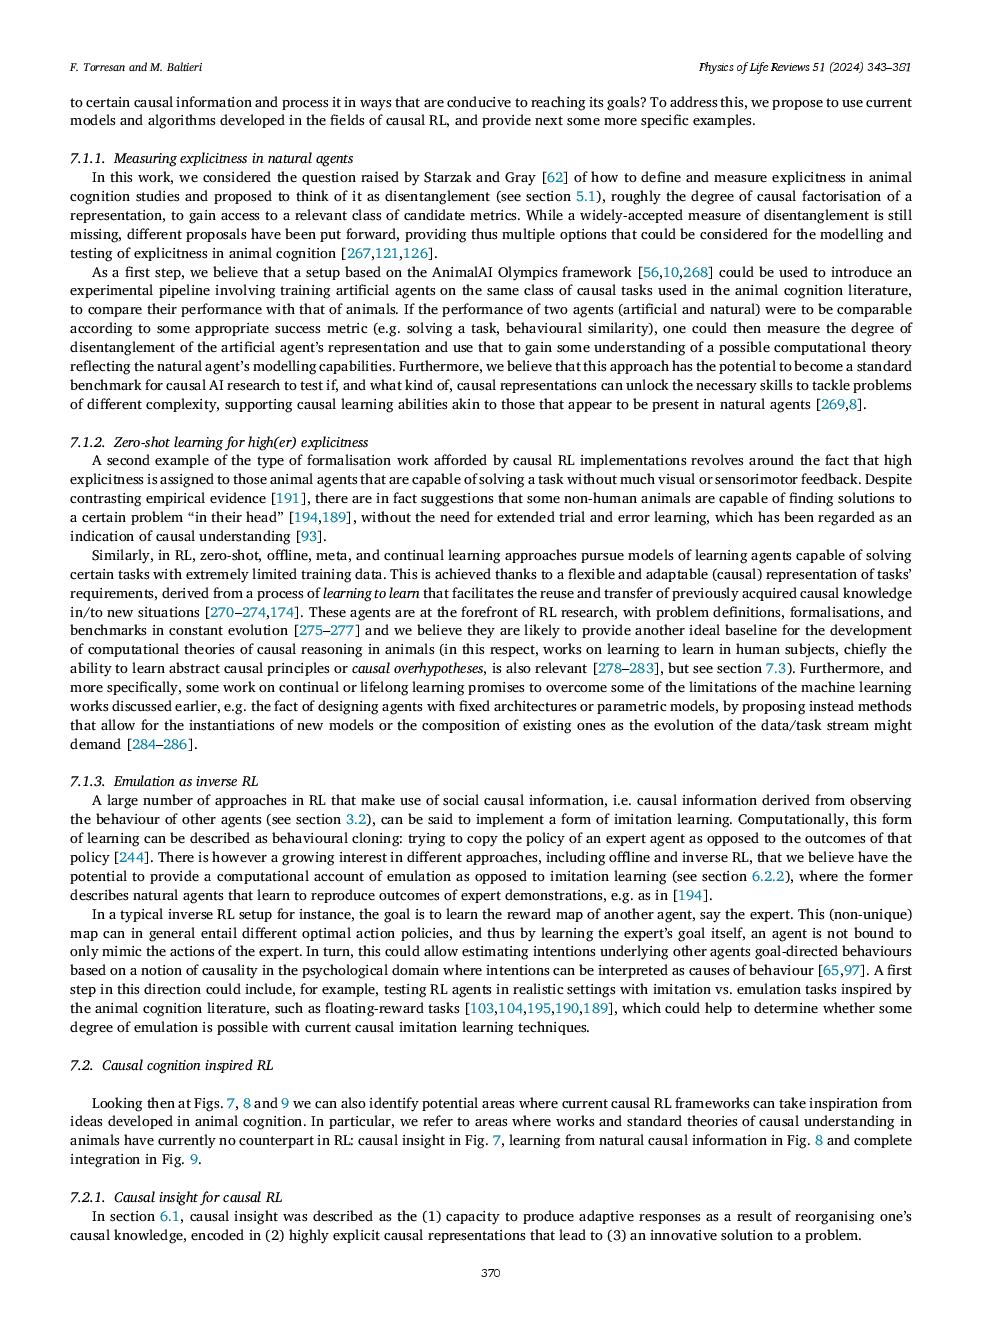 F. Torresan and M. Baltieri
Physics of Life Reviews 51 (2024) 343–381
to certain causal information and process it in ways that are conducive to reaching its goals? To address this, we propose to use current
models and algorithms developed in the fields of causal RL, and provide next some more specific examples.
7.1.1. Measuring explicitness in natural agents
In this work, we considered the question raised by Starzak and Gray [62] of how to define and measure explicitness in animal
cognition studies and proposed to think of it as disentanglement (see section 5.1), roughly the degree of causal factorisation of a
representation, to gain access to a relevant class of candidate metrics. While a widely-accepted measure of disentanglement is still
missing, different proposals have been put forward, providing thus multiple options that could be considered for the modelling and
testing of explicitness in animal cognition [267,121,126].
As a first step, we believe that a setup based on the AnimalAI Olympics framework [56,10,268] could be used to introduce an
experimental pipeline involving training artificial agents on the same class of causal tasks used in the animal cognition literature,
to compare their performance with that of animals. If the performance of two agents (artificial and natural) were to be comparable
according to some appropriate success metric (e.g. solving a task, behavioural similarity), one could then measure the degree of
disentanglement of the artificial agent's representation and use that to gain some understanding of a possible computational theory
reflecting the natural agent's modelling capabilities. Furthermore, we believe that this approach has the potential to become a standard
benchmark for causal AI research to test if, and what kind of, causal representations can unlock the necessary skills to tackle problems
of different complexity, supporting causal learning abilities akin to those that appear to be present in natural agents [269,8].
7.1.2. Zero-shot learning for high(er) explicitness
A second example of the type of formalisation work afforded by causal RL implementations revolves around the fact that high
explicitness is assigned to those animal agents that are capable of solving a task without much visual or sensorimotor feedback. Despite
contrasting empirical evidence [191], there are in fact suggestions that some non-human animals are capable of finding solutions to
a certain problem "in their head" [194,189], without the need for extended trial and error learning, which has been regarded as an
indication of causal understanding [93].
Similarly, in RL, zero-shot, offline, meta, and continual learning approaches pursue models of learning agents capable of solving
certain tasks with extremely limited training data. This is achieved thanks to a flexible and adaptable (causal) representation of tasks'
requirements, derived from a process of learning to learn that facilitates the reuse and transfer of previously acquired causal knowledge
in/to new situations [270–274,174]. These agents are at the forefront of RL research, with problem definitions, formalisations, and
benchmarks in constant evolution [275–277] and we believe they are likely to provide another ideal baseline for the development
of computational theories of causal reasoning in animals (in this respect, works on learning to learn in human subjects, chiefly the
ability to learn abstract causal principles or causal overhypotheses, is also relevant [278–283], but see section 7.3). Furthermore, and
more specifically, some work on continual or lifelong learning promises to overcome some of the limitations of the machine learning
works discussed earlier, e.g. the fact of designing agents with fixed architectures or parametric models, by proposing instead methods
that allow for the instantiations of new models or the composition of existing ones as the evolution of the data/task stream might
demand [284–286].
7.1.3. Emulation as inverse RL
A large number of approaches in RL that make use of social causal information, i.e. causal information derived from observing
the behaviour of other agents (see section 3.2), can be said to implement a form of imitation learning. Computationally, this form
of learning can be described as behavioural cloning: trying to copy the policy of an expert agent as opposed to the outcomes of that
policy [244]. There is however a growing interest in different approaches, including offline and inverse RL, that we believe have the
potential to provide a computational account of emulation as opposed to imitation learning (see section 6.2.2), where the former
describes natural agents that learn to reproduce outcomes of expert demonstrations, e.g. as in [194].
In a typical inverse RL setup for instance, the goal is to learn the reward map of another agent, say the expert. This (non-unique)
map can in general entail different optimal action policies, and thus by learning the expert's goal itself, an agent is not bound to
only mimic the actions of the expert. In turn, this could allow estimating intentions underlying other agents goal-directed behaviours
based on a notion of causality in the psychological domain where intentions can be interpreted as causes of behaviour [65,97]. A first
step in this direction could include, for example, testing RL agents in realistic settings with imitation vs. emulation tasks inspired by
the animal cognition literature, such as floating-reward tasks [103,104,195,190,189], which could help to determine whether some
degree of emulation is possible with current causal imitation learning techniques.
7.2. Causal cognition inspired RL
Looking then at Figs. 7, 8 and 9 we can also identify potential areas where current causal RL frameworks can take inspiration from
ideas developed in animal cognition. In particular, we refer to areas where works and standard theories of causal understanding in
animals have currently no counterpart in RL: causal insight in Fig. 7, learning from natural causal information in Fig. 8 and complete
integration in Fig. 9.
7.2.1. Causal insight for causal RL
In section 6.1, causal insight was described as the (1) capacity to produce adaptive responses as a result of reorganising one's
causal knowledge, encoded in (2) highly explicit causal representations that lead to (3) an innovative solution to a problem.
370